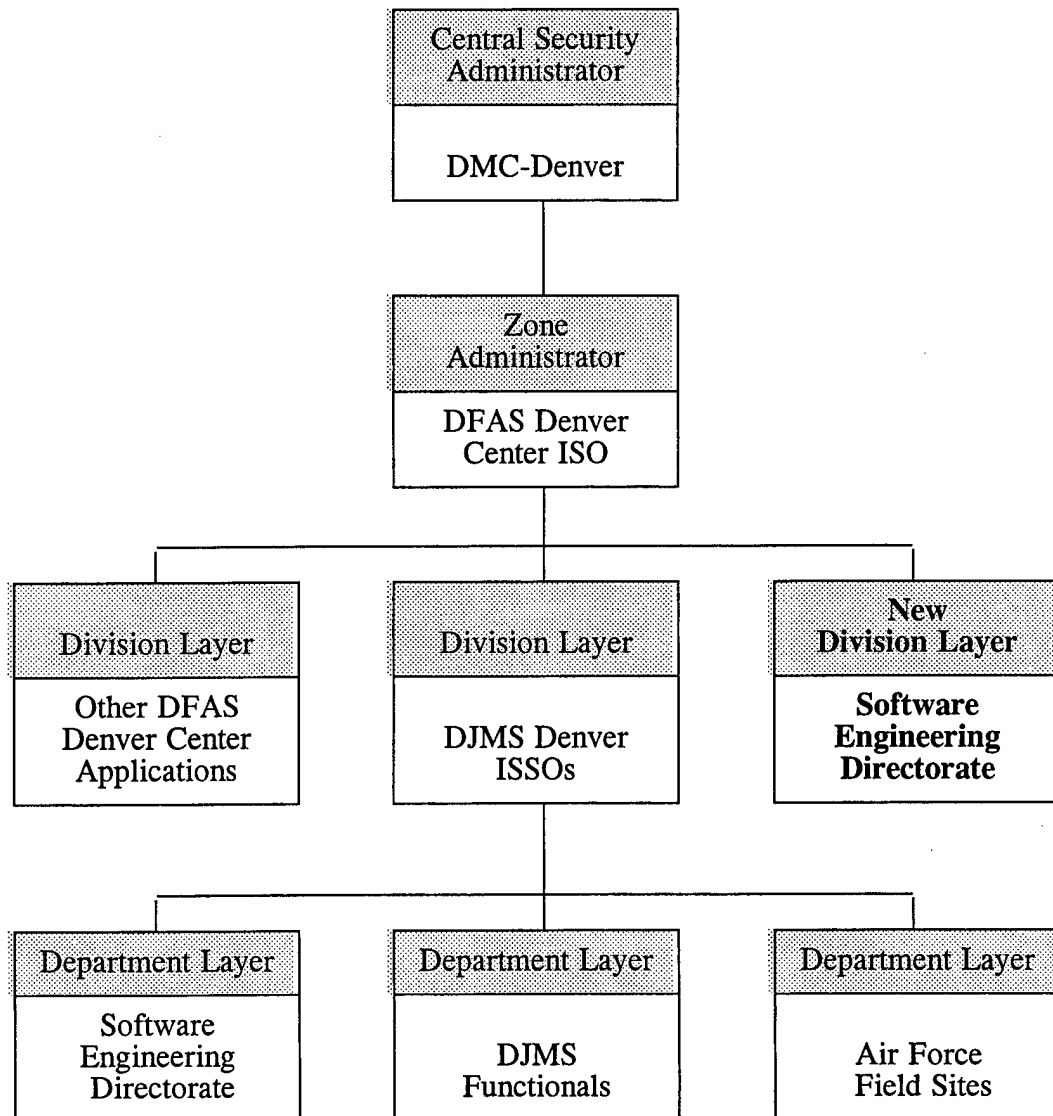 Central Security
Administrator
DMC-Denver
Zone
Administrator
DFAS Denver
Center ISO
Division Layer
Other DFAS
Denver Center
Applications
Division Layer
DJMS Denver
ISSOs
New
Division Layer
Software
Engineering
Directorate
Department Layer
Software
Engineering
Directorate
Department Layer
DJMS
Functionals
Department Layer
Air Force
Field Sites